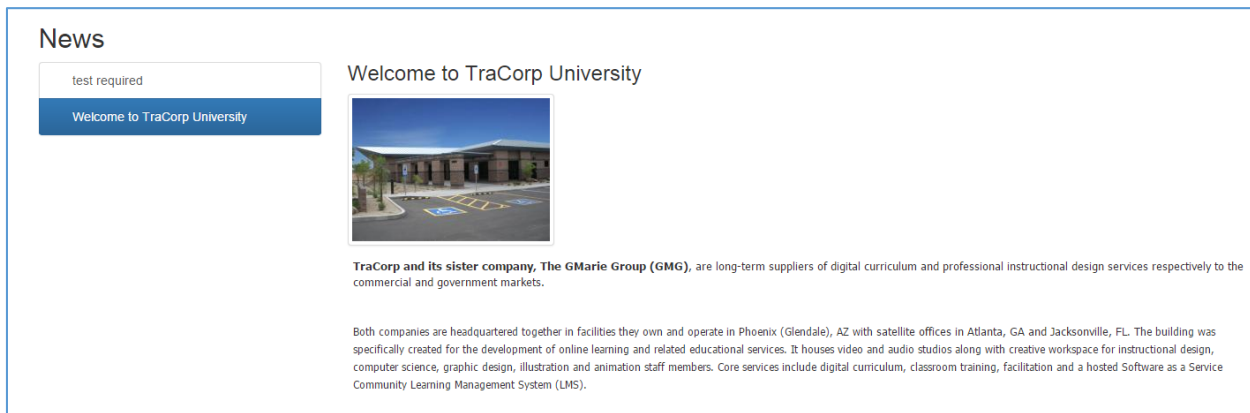 News
test required
Welcome to TraCorp University
Welcome to TraCorp University
TraCorp and its sister company, The GMarie Group (GMG), are long-term suppliers of digital curriculum and professional instructional design services respectively to the
commercial and government markets.
Both companies are headquartered together in facilities they own and operate in Phoenix (Glendale), AZ with satellite offices in Atlanta, GA and Jacksonville, FL. The building was
specifically created for the development of online learning and related educational services. It houses video and audio studios along with creative workspace for instructional design,
computer science, graphic design, illustration and animation staff members. Core services include digital curriculum, classroom training, facilitation and a hosted Software as a Service
Community Learning Management System (LMS).